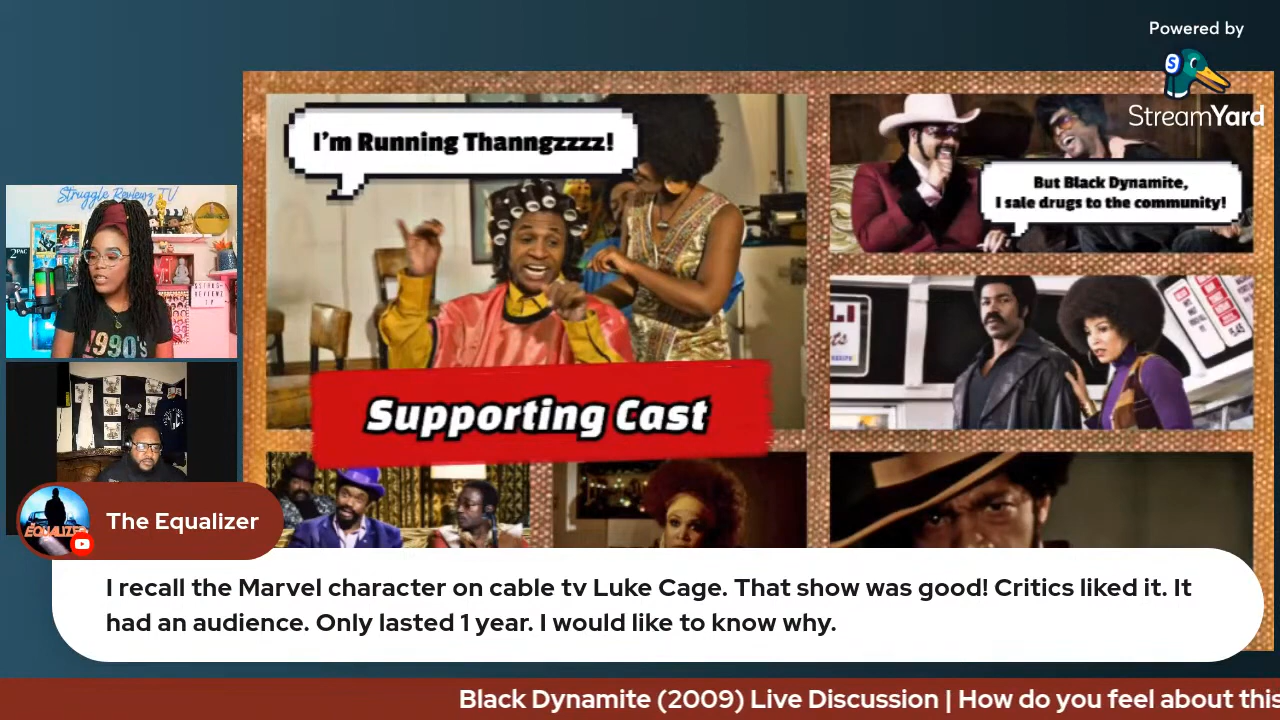 Powered by
S
StreamYard
I'm Running Thanngzzzz!
But Black Dynamite,
I sale drugs to the community!
Struggle Reviewz TV
2PAC
1990's
Supporting Cast
EQUALIZER
The Equalizer
I recall the Marvel character on cable tv Luke Cage. That show was good! Critics liked it. It
had an audience. Only lasted 1 year. I would like to know why.
Black Dynamite (2009) Live Discussion | How do you feel about this